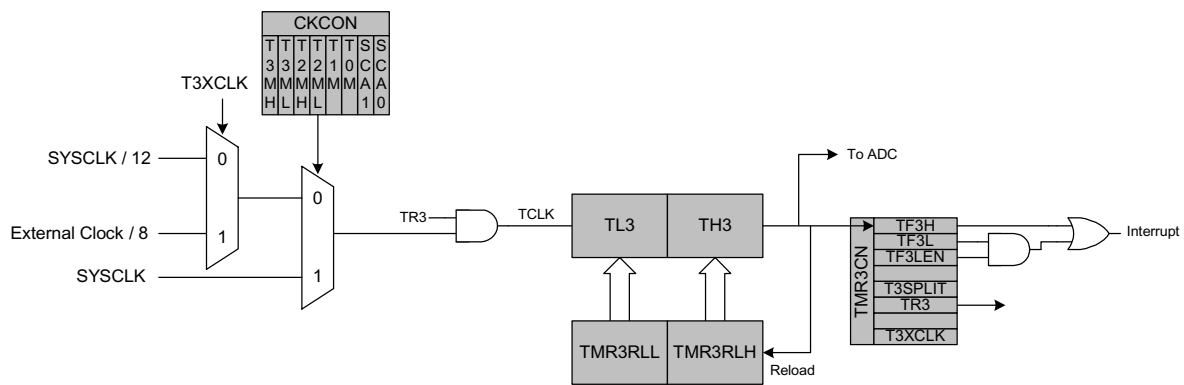 CKCON
T3MH
T3ML
T2MH
T2ML
T1M
T0M
SCA1
SCA0
T3XCLK
SYSCLK / 12
0
External Clock / 8
1
SYSCLK
0
1
TR3
TCLK
TL3
TH3
To ADC
TMR3RLL
TMR3RLH
Reload
TMR3CN
TF3H
TF3L
TF3LEN
T3SPLIT
TR3
T3XCLK
Interrupt